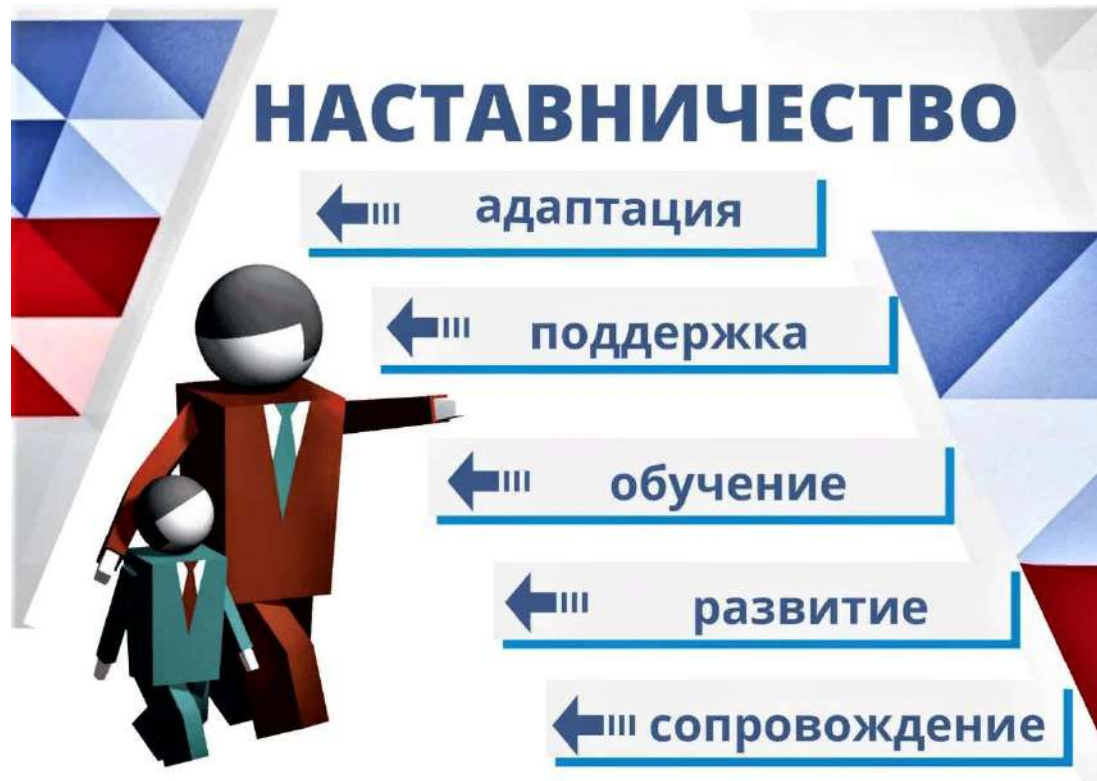 НАСТАВНИЧЕСТВО
адаптация
поддержка
обучение
развитие
сопровождение